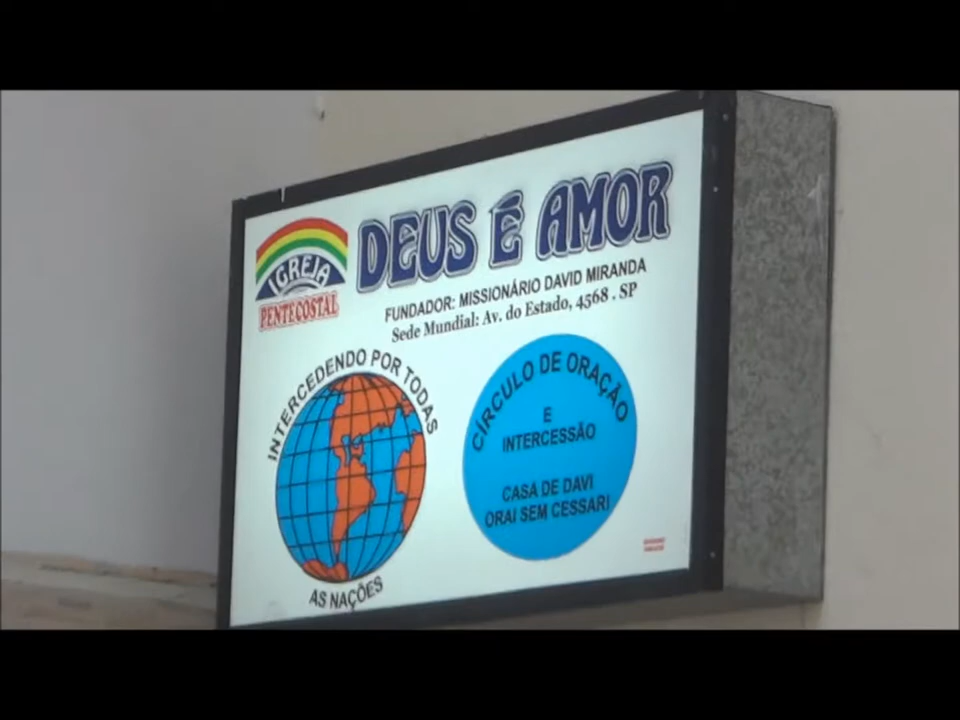 IGREJA
PENTECOSTAL
DEUS É AMOR
FUNDADOR: MISSIONÁRIO DAVID MIRANDA
Sede Mundial: Av. do Estado, 4568 . SP
INTERCEDENDO POR TODAS
AS NAÇÕES
CÍRCULO DE ORAÇÃO
E
INTERCESSÃO
CASA DE DAVI
ORAI SEM CESSAR!